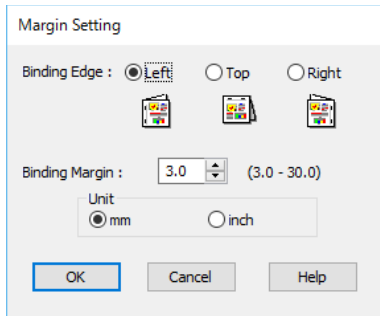 Margin Setting
Binding Edge : Left Top Right
Binding Margin : 3.0 (3.0 - 30.0)
Unit
mm inch
OK Cancel Help